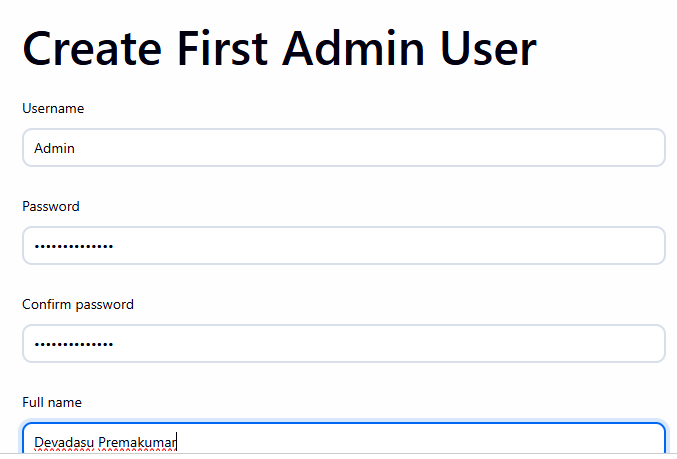 Create First Admin User
Username
Admin
Password
••••••••••••••
Confirm password
••••••••••••••
Full name
Devadasu Premakumar